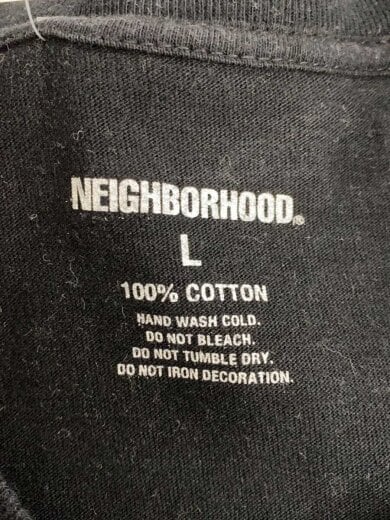 NEIGHBORHOOD®
L
100% COTTON
HAND WASH COLD.
DO NOT BLEACH.
DO NOT TUMBLE DRY.
DO NOT IRON DECORATION.